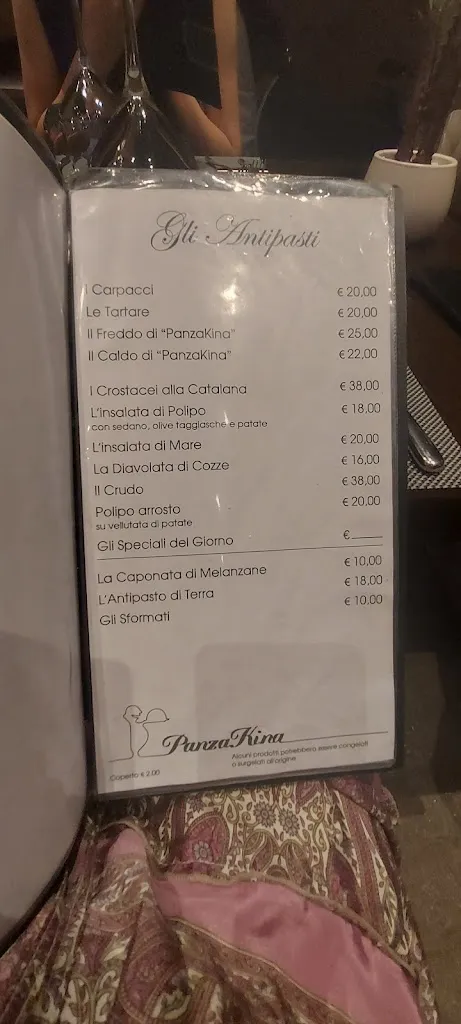 Gli Antipasti
I Carpacci € 20,00
Le Tartare € 20,00
Il Freddo di "PanzaKina" € 25,00
Il Caldo di "PanzaKina" € 22,00
I Crostacei alla Catalana € 38,00
L'insalata di Polipo € 18,00
con sedano, olive taggiasche e patate
L'insalata di Mare € 20,00
La Diavolata di Cozze € 16,00
Il Crudo € 38,00
Polipo arrosto € 20,00
su vellutata di patate
Gli Speciali del Giorno €____
La Caponata di Melanzane € 10,00
L'Antipasto di Terra € 18,00
Gli Sformati € 10,00
PanzaKina
Alcuni prodotti potrebbero essere congelati
o surgelati all'origine
Coperto € 2,00